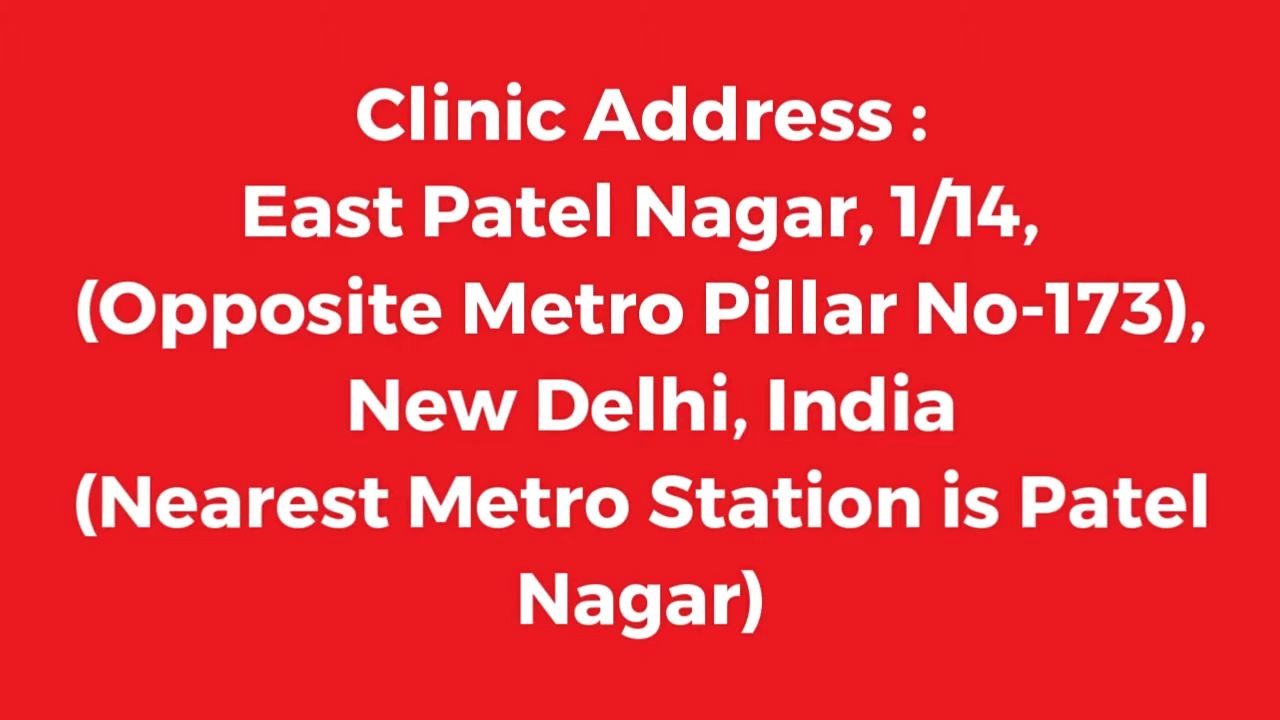 Clinic Address :
East Patel Nagar, 1/14,
(Opposite Metro Pillar No-173),
New Delhi, India
(Nearest Metro Station is Patel
Nagar)